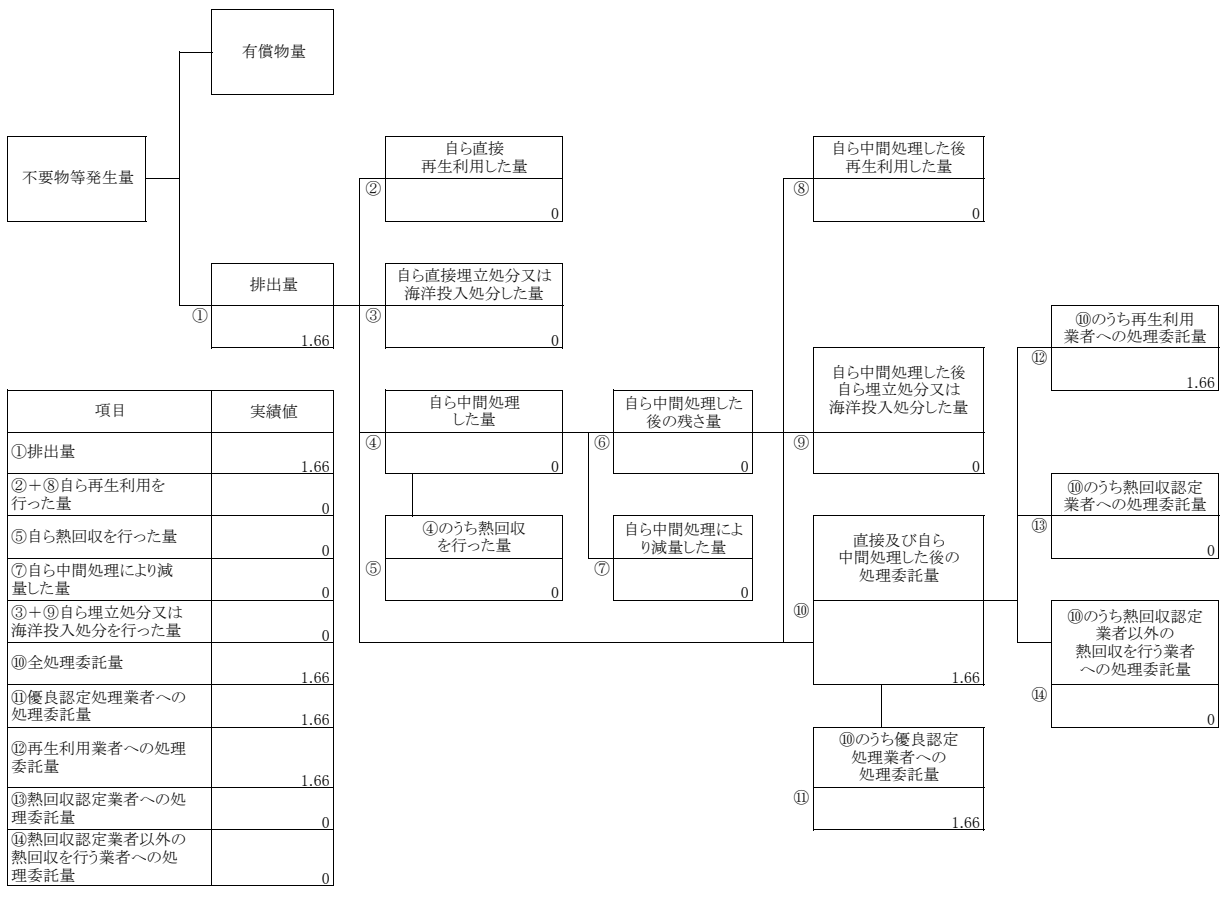 有償物量
不要物等発生量
排出量
①
1.66
自ら直接
再生利用した量
②
0
自ら直接埋立処分又は
海洋投入処分した量
③
0
自ら中間処理
した量
④
0
④のうち熱回収
を行った量
⑤
0
自ら中間処理した
後の残さ量
⑥
0
自ら中間処理によ
り減量した量
⑦
0
自ら中間処理した後
再生利用した量
⑧
0
自ら中間処理した後
自ら埋立処分又は
海洋投入処分した量
⑨
0
直接及び自ら
中間処理した後の
処理委託量
⑩
1.66
⑩のうち優良認定
処理業者への
処理委託量
⑪
1.66
⑩のうち再生利用
業者への処理委託量
⑫
1.66
⑩のうち熱回収認定
業者への処理委託量
⑬
0
⑩のうち熱回収認定
業者以外の
熱回収を行う業者
への処理委託量
⑭
0
項目 実績値
①排出量
1.66
②＋⑧自ら再生利用を
行った量
0
⑤自ら熱回収を行った量
0
⑦自ら中間処理により減
量した量
0
③＋⑨自ら埋立処分又は
海洋投入処分を行った量
0
⑩全処理委託量
1.66
⑪優良認定処理業者への
処理委託量
1.66
⑫再生利用業者への処理
委託量
1.66
⑬熱回収認定業者への処
理委託量
0
⑭熱回収認定業者以外の
熱回収を行う業者への処
理委託量
0